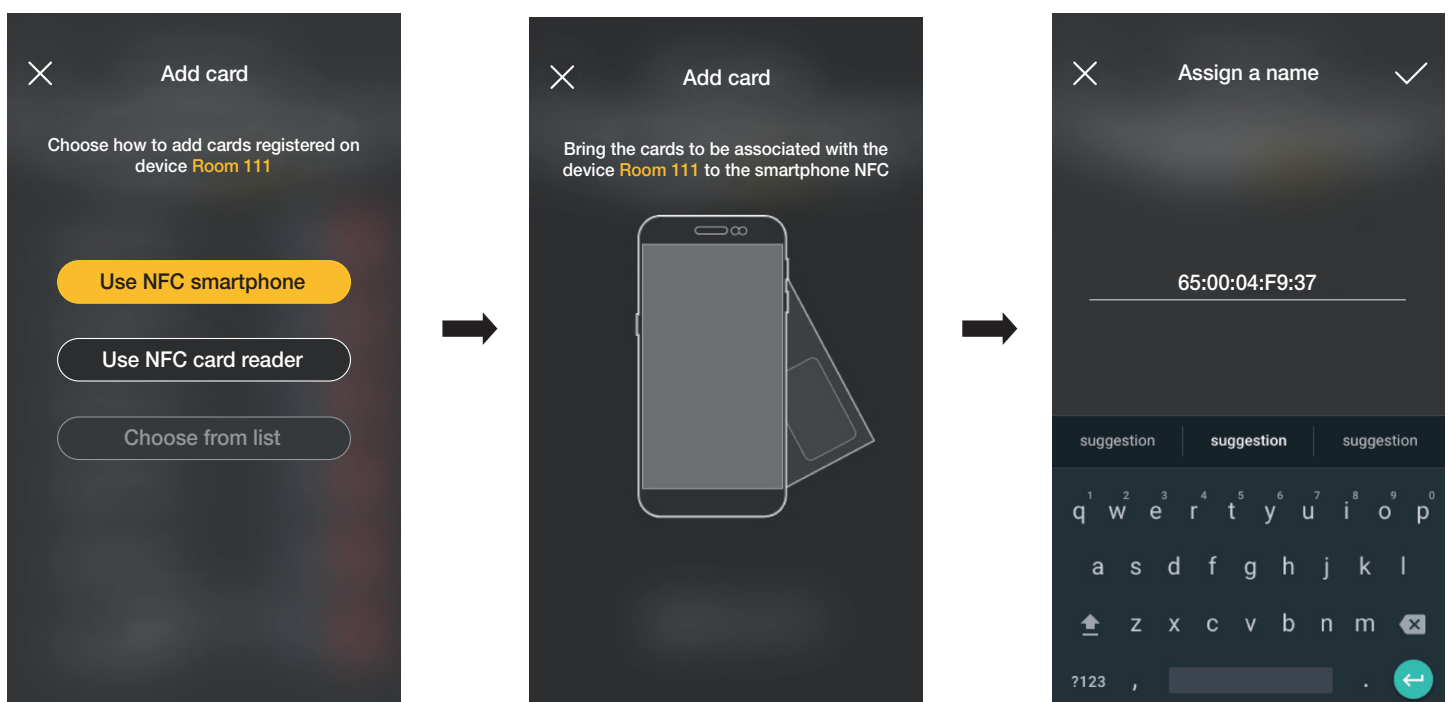 Add card
Choose how to add cards registered on
device Room 111
Use NFC smartphone
Use NFC card reader
Choose from list
Add card
Bring the cards to be associated with the
device Room 111 to the smartphone NFC
Assign a name
65:00:04:F9:37
suggestion suggestion suggestion
1 2 3 4 5 6 7 8 9 0
q w e r t y u i o p
a s d f g h j k l
z x c v b n m
?123 , .